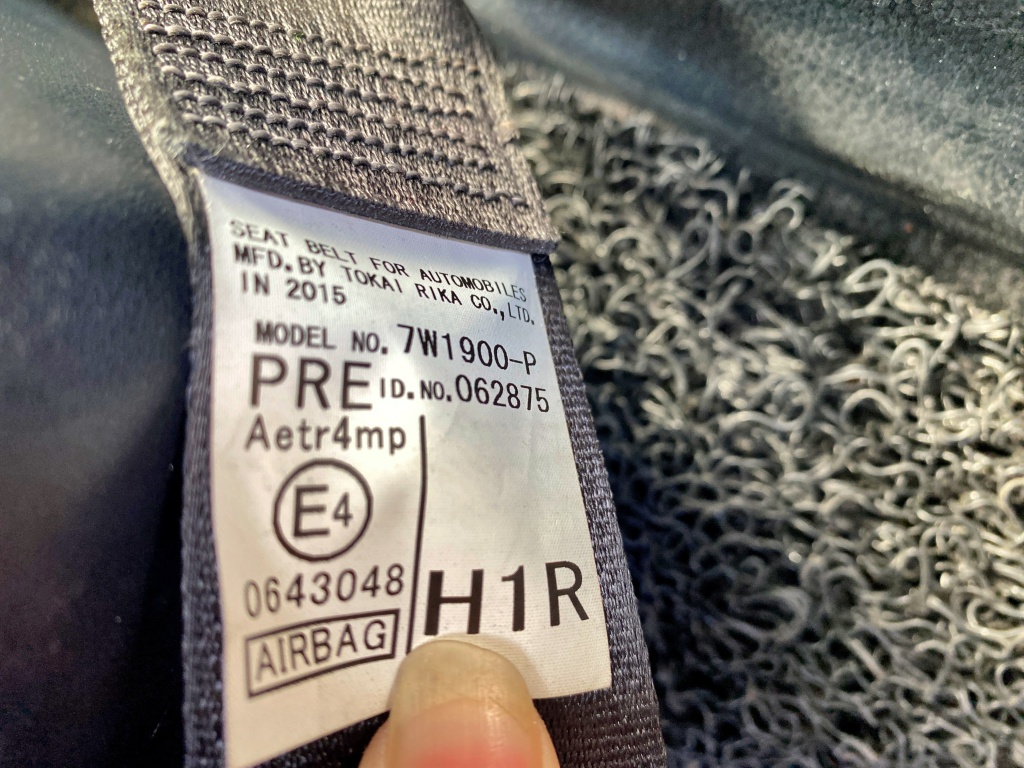 SEAT BELT FOR AUTOMOBILES
MFD.BY TOKAI RIKA CO.,LTD.
IN 2015
MODEL NO. 7W1900-P
PRE ID.NO.062875
Aetr4mp
E4
0643048
H1R
AIRBAG